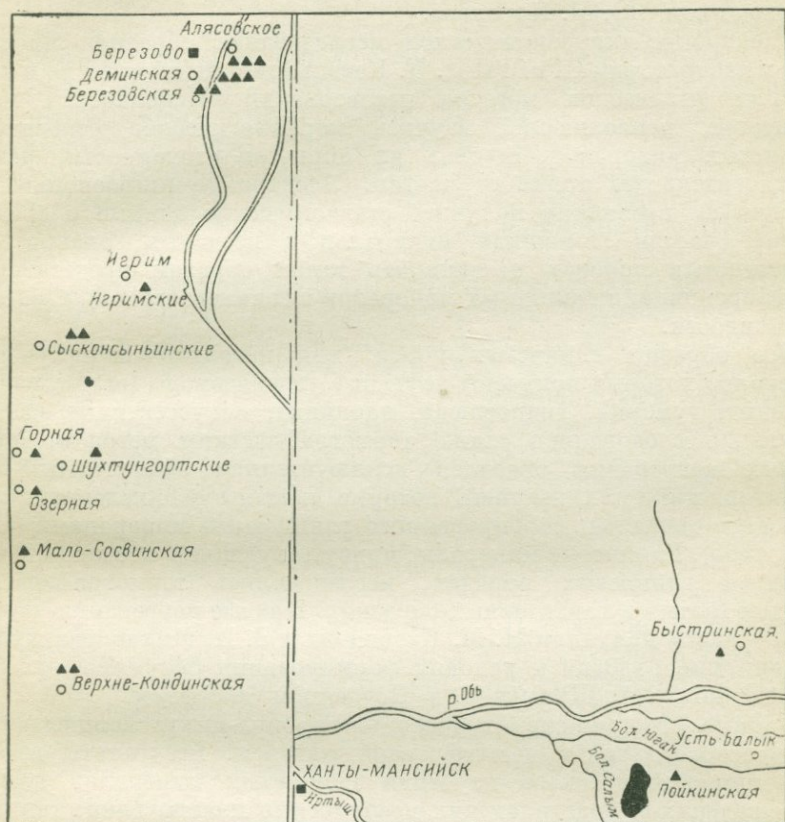 Алясовское
Березово
Деминская
Березовская
Игрим
Игримские
Сысконсыньинские
Горная
Шухтунгортские
Озерная
Мало-Сосвинская
Быстринская.
Верхне-Кондинская
р. Обь
Бол. Юган
Усть-Балык
ХАНТЫ-МАНСИЙСК
Бол. Салым
Пойкинская
Иртыш